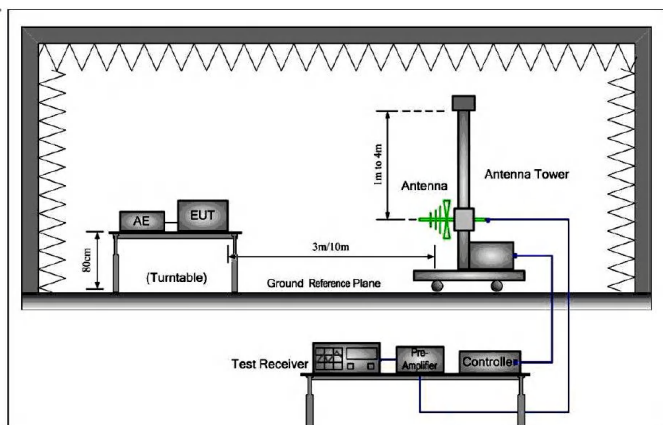 1m to 4m
Antenna
Antenna Tower
AE
EUT
3m/10m
80cm
(Turntable)
Ground Reference Plane
Test Receiver
Pre-
Amplifier
Controller